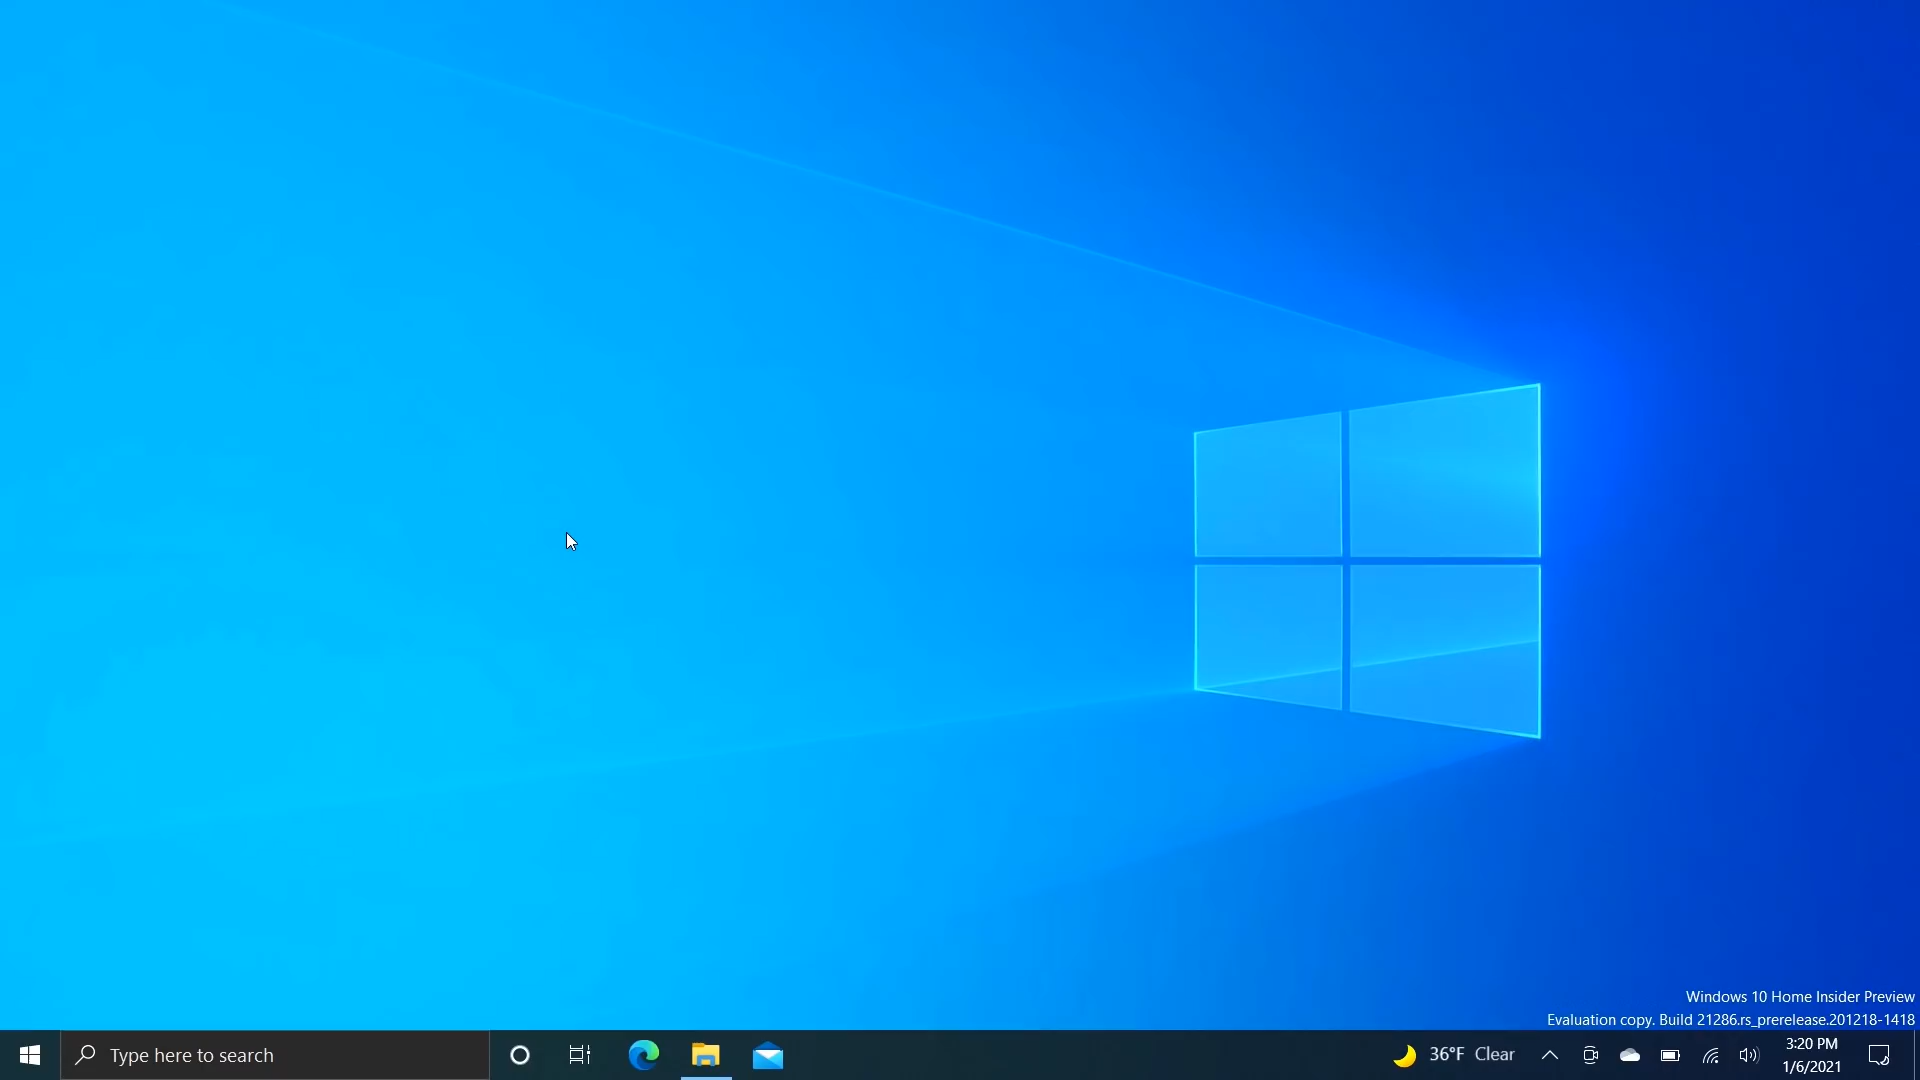 Windows 10 Home Insider Preview
Evaluation copy. Build 21286.rs_prerelease.201218-1418
Type here to search
36°F Clear
3:20 PM
1/6/2021